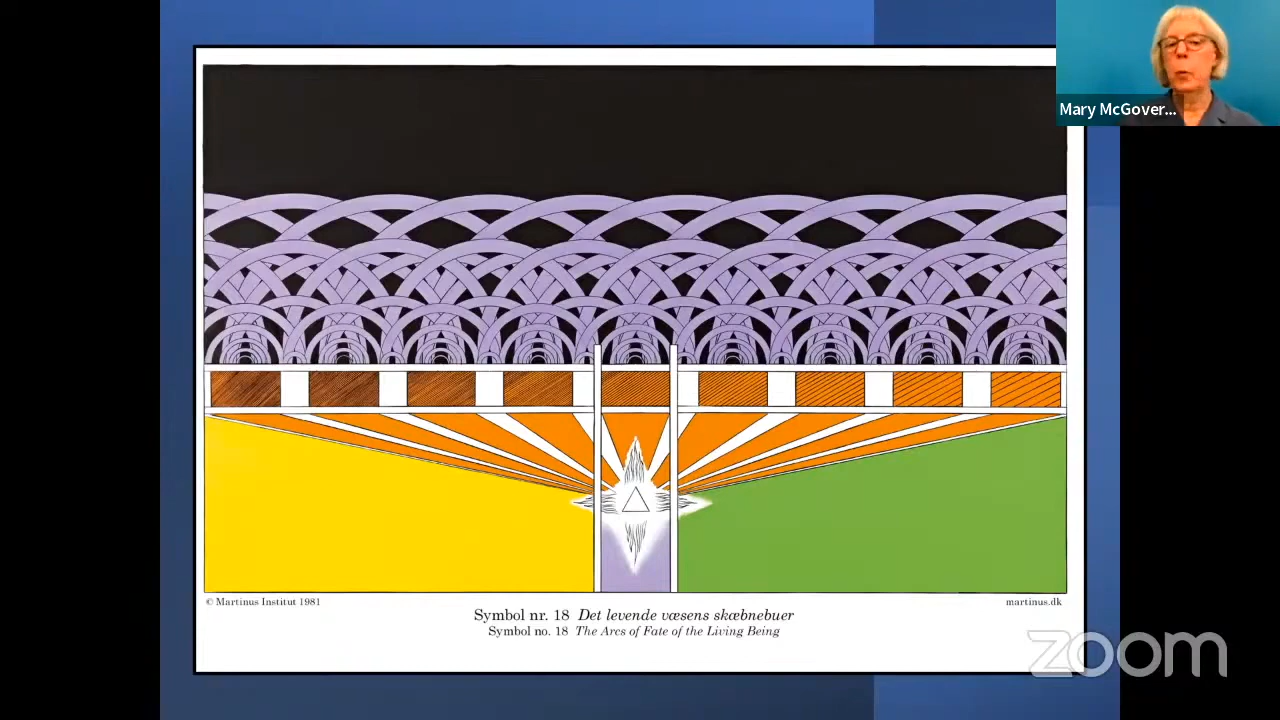 Mary McGover...
© Martinus Institut 1981
martinus.dk
Symbol nr. 18 Det levende væsens skæbnebuer
Symbol no. 18 The Arcs of Fate of the Living Being
zoom